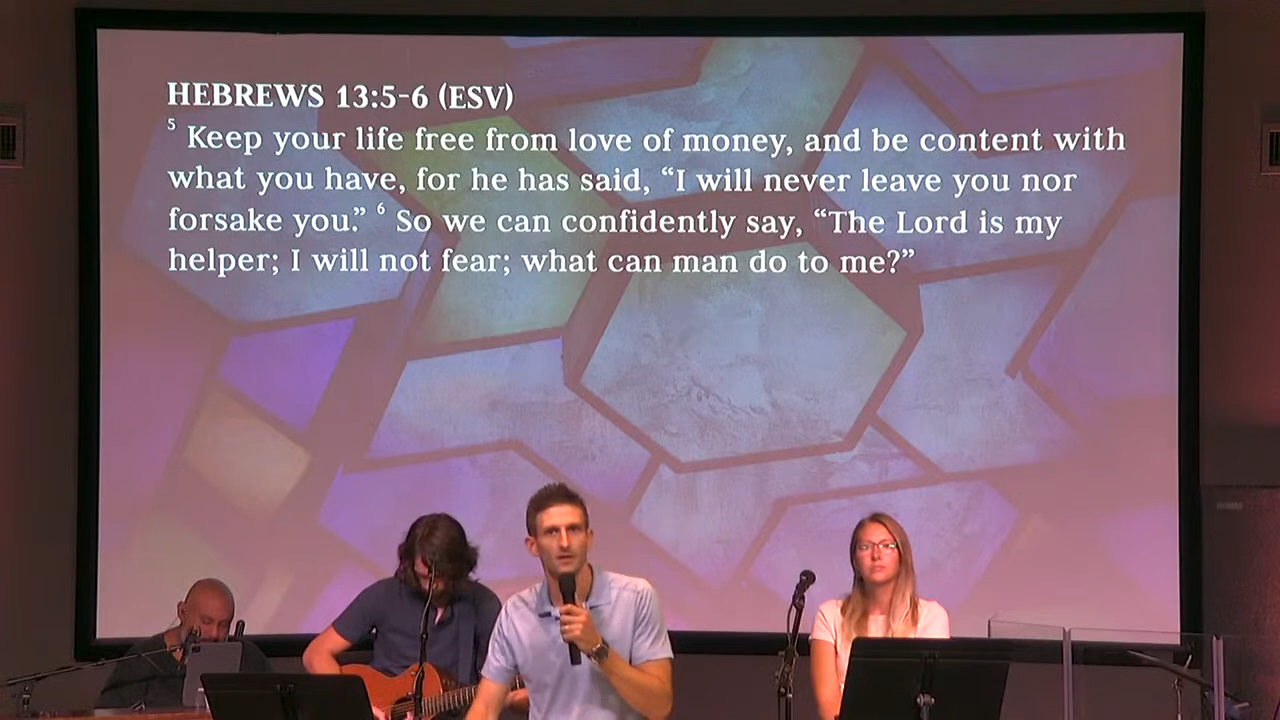 HEBREWS 13:5-6 (ESV)
5 Keep your life free from love of money, and be content with
what you have, for he has said, “I will never leave you nor
forsake you.” 6 So we can confidently say, “The Lord is my
helper; I will not fear; what can man do to me?”